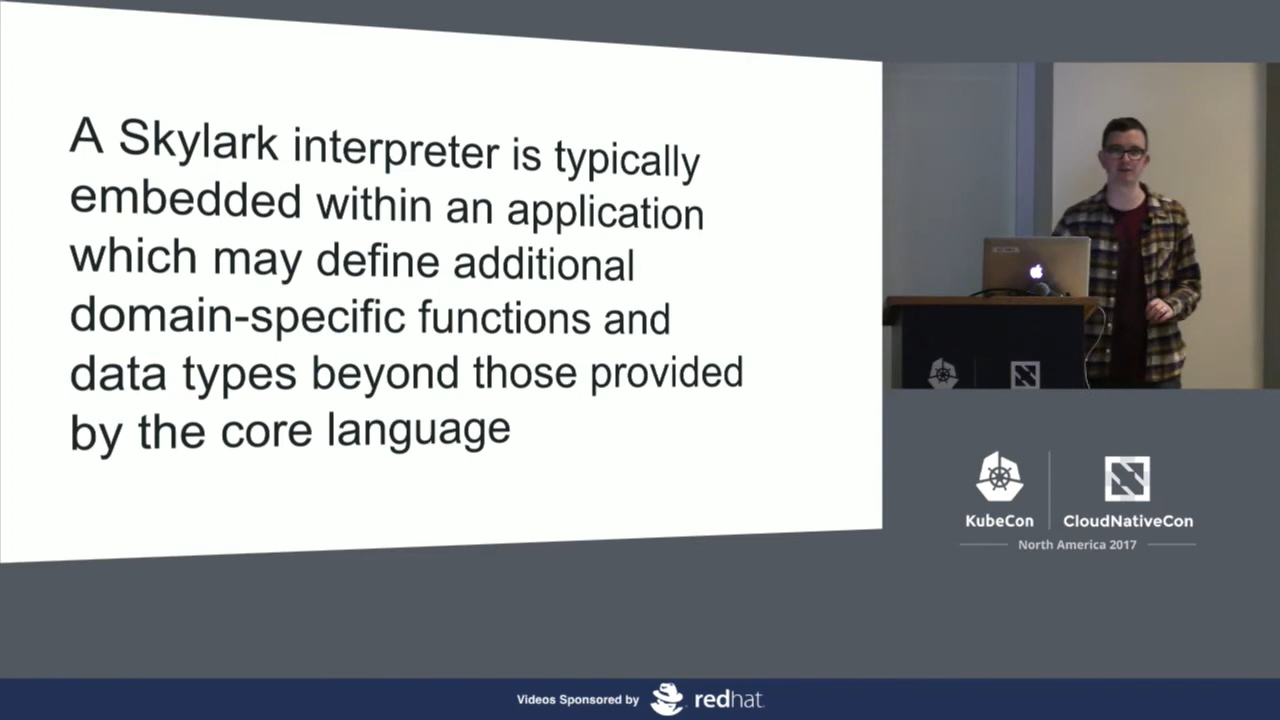 A Skylark interpreter is typically
embedded within an application
which may define additional
domain-specific functions and
data types beyond those provided
by the core language
KubeCon
CloudNativeCon
North America 2017
Videos Sponsored by
redhat.